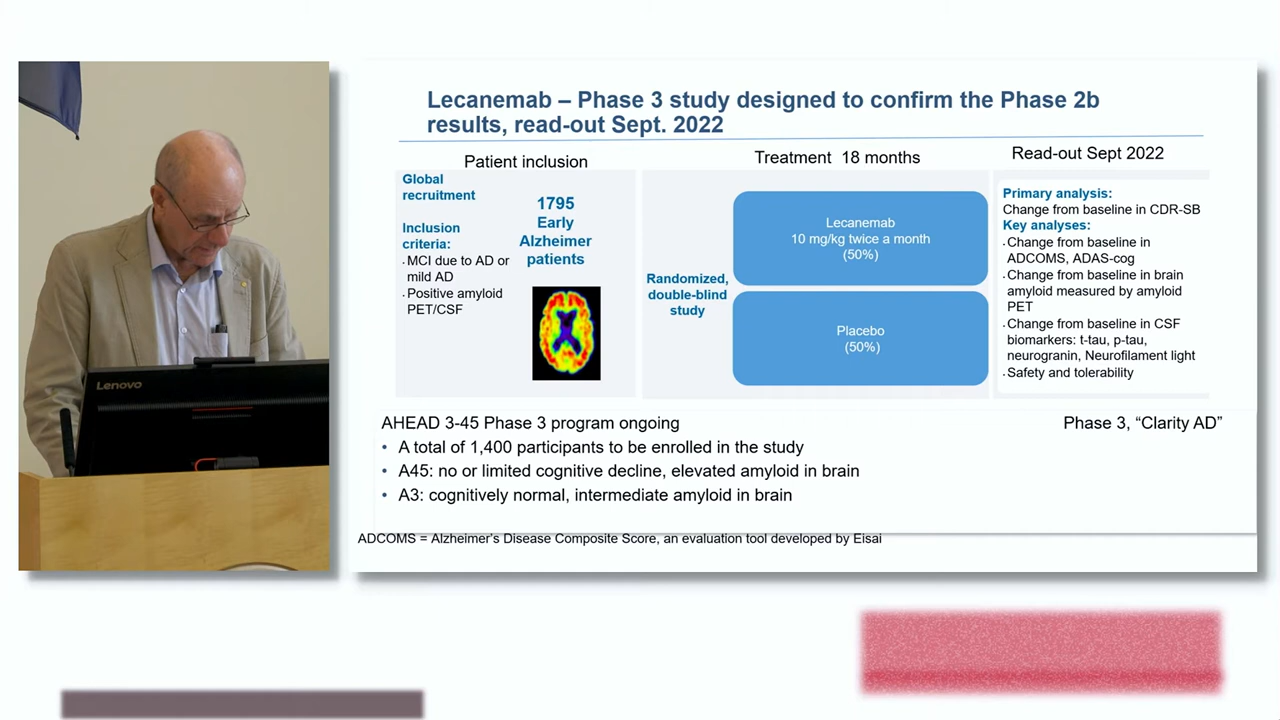 Lecanemab – Phase 3 study designed to confirm the Phase 2b
results, read-out Sept. 2022
Patient inclusion
Global
recruitment
Inclusion
criteria:
MCI due to AD or
mild AD
Positive amyloid
PET/CSF
1795
Early
Alzheimer
patients
Treatment 18 months
Randomized,
double-blind
study
Lecanemab
10 mg/kg twice a month
(50%)
Placebo
(50%)
Read-out Sept 2022
Primary analysis:
Change from baseline in CDR-SB
Key analyses:
Change from baseline in
ADCOMS, ADAS-cog
Change from baseline in brain
amyloid measured by amyloid
PET
Change from baseline in CSF
biomarkers: t-tau, p-tau,
neurogranin, Neurofilament light
Safety and tolerability
AHEAD 3-45 Phase 3 program ongoing
Phase 3, “Clarity AD”
• A total of 1,400 participants to be enrolled in the study
• A45: no or limited cognitive decline, elevated amyloid in brain
• A3: cognitively normal, intermediate amyloid in brain
ADCOMS = Alzheimer's Disease Composite Score, an evaluation tool developed by Eisai
Lenovo